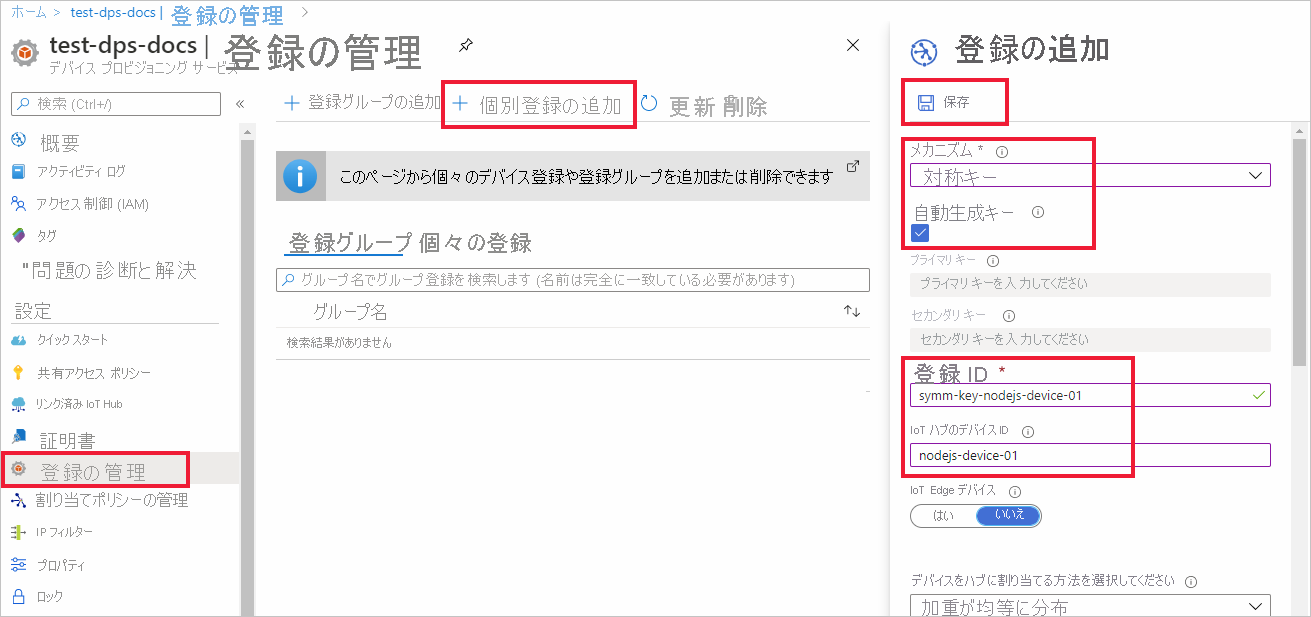 ホーム > test-dps-docs | 登録の管理 >
test-dps-docs | 登録の管理
デバイス プロビジョニング サービス
検索 (Ctrl+/)
概要
アクティビティ ログ
アクセス制御 (IAM)
タグ
"問題の診断と解決
設定
クイック スタート
共有アクセス ポリシー
リンク済み IoT Hub
証明書
登録の管理
割り当てポリシーの管理
IP フィルター
プロパティ
ロック
+ 登録グループの追加 + 個別登録の追加 更新 削除
このページから個々のデバイス登録や登録グループを追加または削除できます
登録グループ 個々の登録
グループ名でグループ登録を検索します (名前は完全に一致している必要があります)
グループ名
検索結果がありません
登録の追加
保存
メカニズム *
対称キー
自動生成キー
プライマリ キー
プライマリ キーを入力してください
セカンダリ キー
セカンダリ キーを入力してください
登録 ID *
symm-key-nodejs-device-01
IoT ハブのデバイス ID
nodejs-device-01
IoT Edge デバイス
はい いいえ
デバイスをハブに割り当てる方法を選択してください
加重が均等に分布